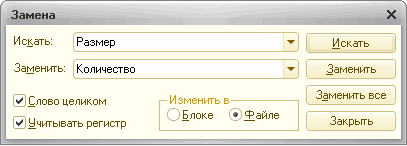 Замена
Искать: Размер Искать
Заменить: Количество Заменить
Заменить все
Слово целиком Изменить в
Учитывать регистр Блоке Файле Закрыть